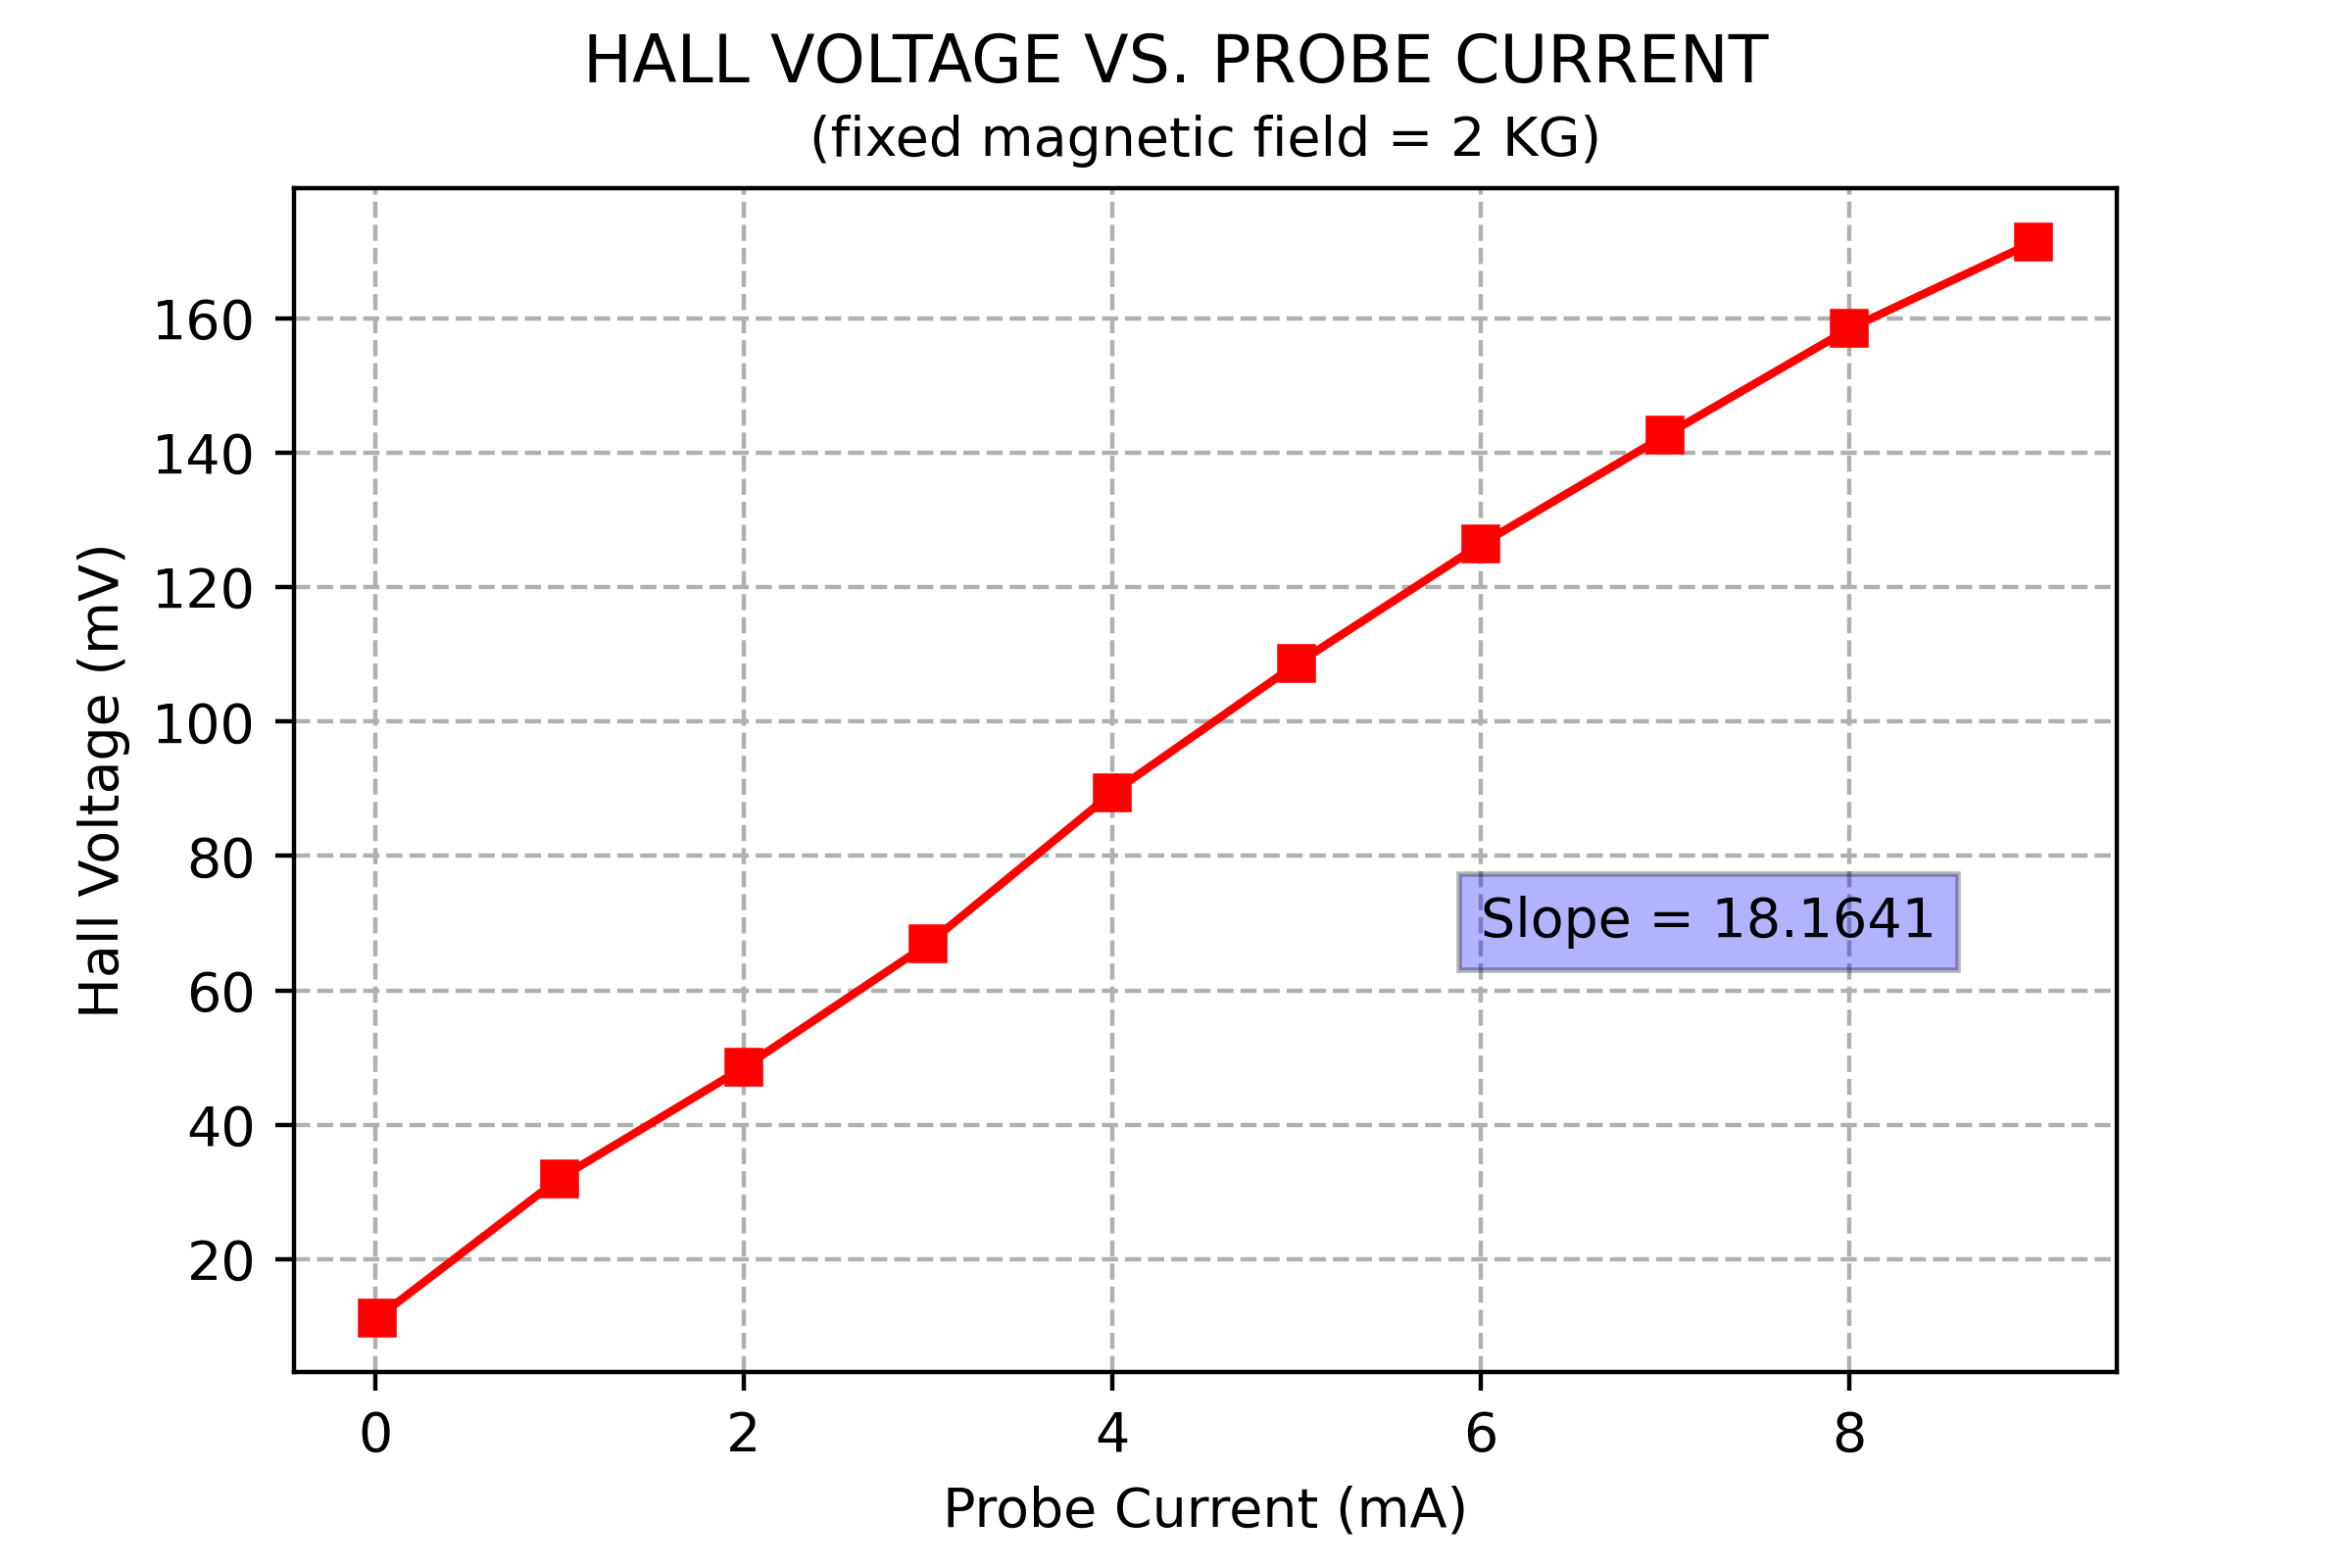 HALL VOLTAGE VS. PROBE CURRENT
(fixed magnetic field = 2 KG)
Hall Voltage (mV)
160
140
120
100
80
60
40
20
Slope = 18.1641
0 2 4 6 8
Probe Current (mA)